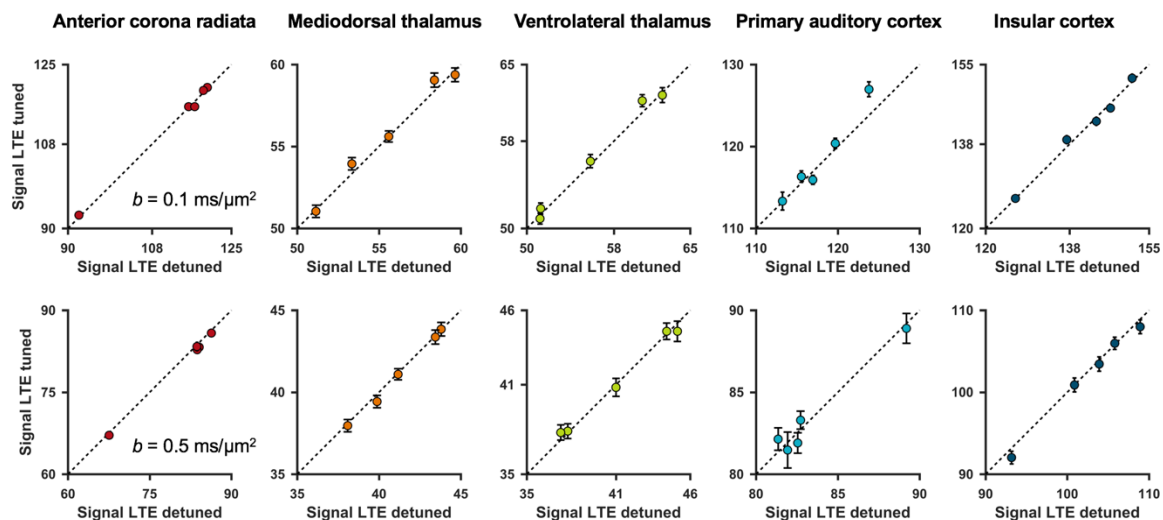 Anterior corona radiata
Mediodorsal thalamus
Ventrolateral thalamus
Primary auditory cortex
Insular cortex
Signal LTE tuned
125
108
90
b = 0.1 ms/μm²
90 108 125
Signal LTE detuned
60
55
50
50 55 60
Signal LTE detuned
65
58
50
50 58 65
Signal LTE detuned
130
120
110
110 120 130
Signal LTE detuned
155
138
120
120 138 155
Signal LTE detuned
Signal LTE tuned
90
75
60
b = 0.5 ms/μm²
60 75 90
Signal LTE detuned
45
40
35
35 40 45
Signal LTE detuned
46
41
35
35 41 46
Signal LTE detuned
90
85
80
80 85 90
Signal LTE detuned
110
100
90
90 100 110
Signal LTE detuned